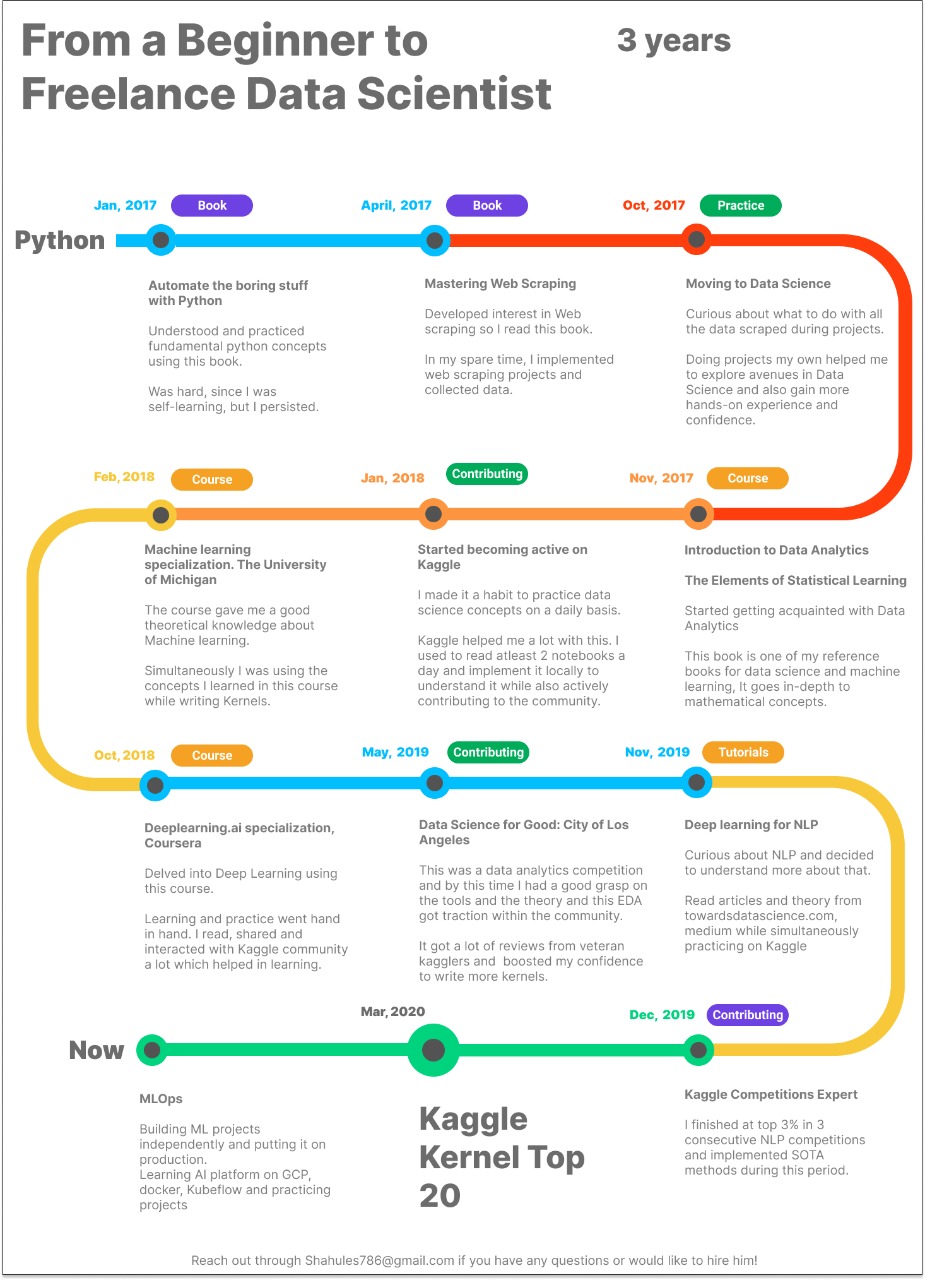 From a Beginner to
Freelance Data Scientist
3 years
Jan, 2017
Book
April, 2017
Book
Oct, 2017
Practice
Python
Automate the boring stuff
with Python
Understood and practiced
fundamental python concepts
using this book.
Was hard, since I was
self-learning, but I persisted.
Mastering Web Scraping
Developed interest in Web
scraping so I read this book.
In my spare time, I implemented
web scraping projects and
collected data.
Moving to Data Science
Curious about what to do with all
the data scraped during projects.
Doing projects my own helped me
to explore avenues in Data
Science and also gain more
hands-on experience and
confidence.
Feb, 2018
Course
Jan, 2018
Contributing
Nov, 2017
Course
Machine learning
specialization. The University
of Michigan
The course gave me a good
theoretical knowledge about
Machine learning.
Simultaneously I was using the
concepts I learned in this course
while writing Kernels.
Started becoming active on
Kaggle
I made it a habit to practice data
science concepts on a daily basis.
Kaggle helped me a lot with this. I
used to read atleast 2 notebooks a
day and implement it locally to
understand it while also actively
contributing to the community.
Introduction to Data Analytics
The Elements of Statistical Learning
Started getting acquainted with Data
Analytics
This book is one of my reference
books for data science and machine
learning, It goes in-depth to
mathematical concepts.
Oct, 2018
Course
May, 2019
Contributing
Nov, 2019
Tutorials
Deeplearning.ai specialization,
Coursera
Delved into Deep Learning using
this course.
Learning and practice went hand
in hand. I read, shared and
interacted with Kaggle community
a lot which helped in learning.
Data Science for Good: City of Los
Angeles
This was a data analytics competition
and by this time I had a good grasp on
the tools and the theory and this EDA
got traction within the community.
It got a lot of reviews from veteran
kagglers and boosted my confidence
to write more kernels.
Deep learning for NLP
Curious about NLP and decided
to understand more about that.
Read articles and theory from
towardsdatascience.com,
medium while simultaneously
practicing on Kaggle
Mar, 2020
Dec, 2019
Contributing
Now
MLOps
Building ML projects
independently and putting it on
production.
Learning AI platform on GCP,
docker, Kubeflow and practicing
projects
Kaggle
Kernel Top
20
Kaggle Competitions Expert
I finished at top 3% in 3
consecutive NLP competitions
and implemented SOTA
methods during this period.
Reach out through Shahules786@gmail.com if you have any questions or would like to hire him!